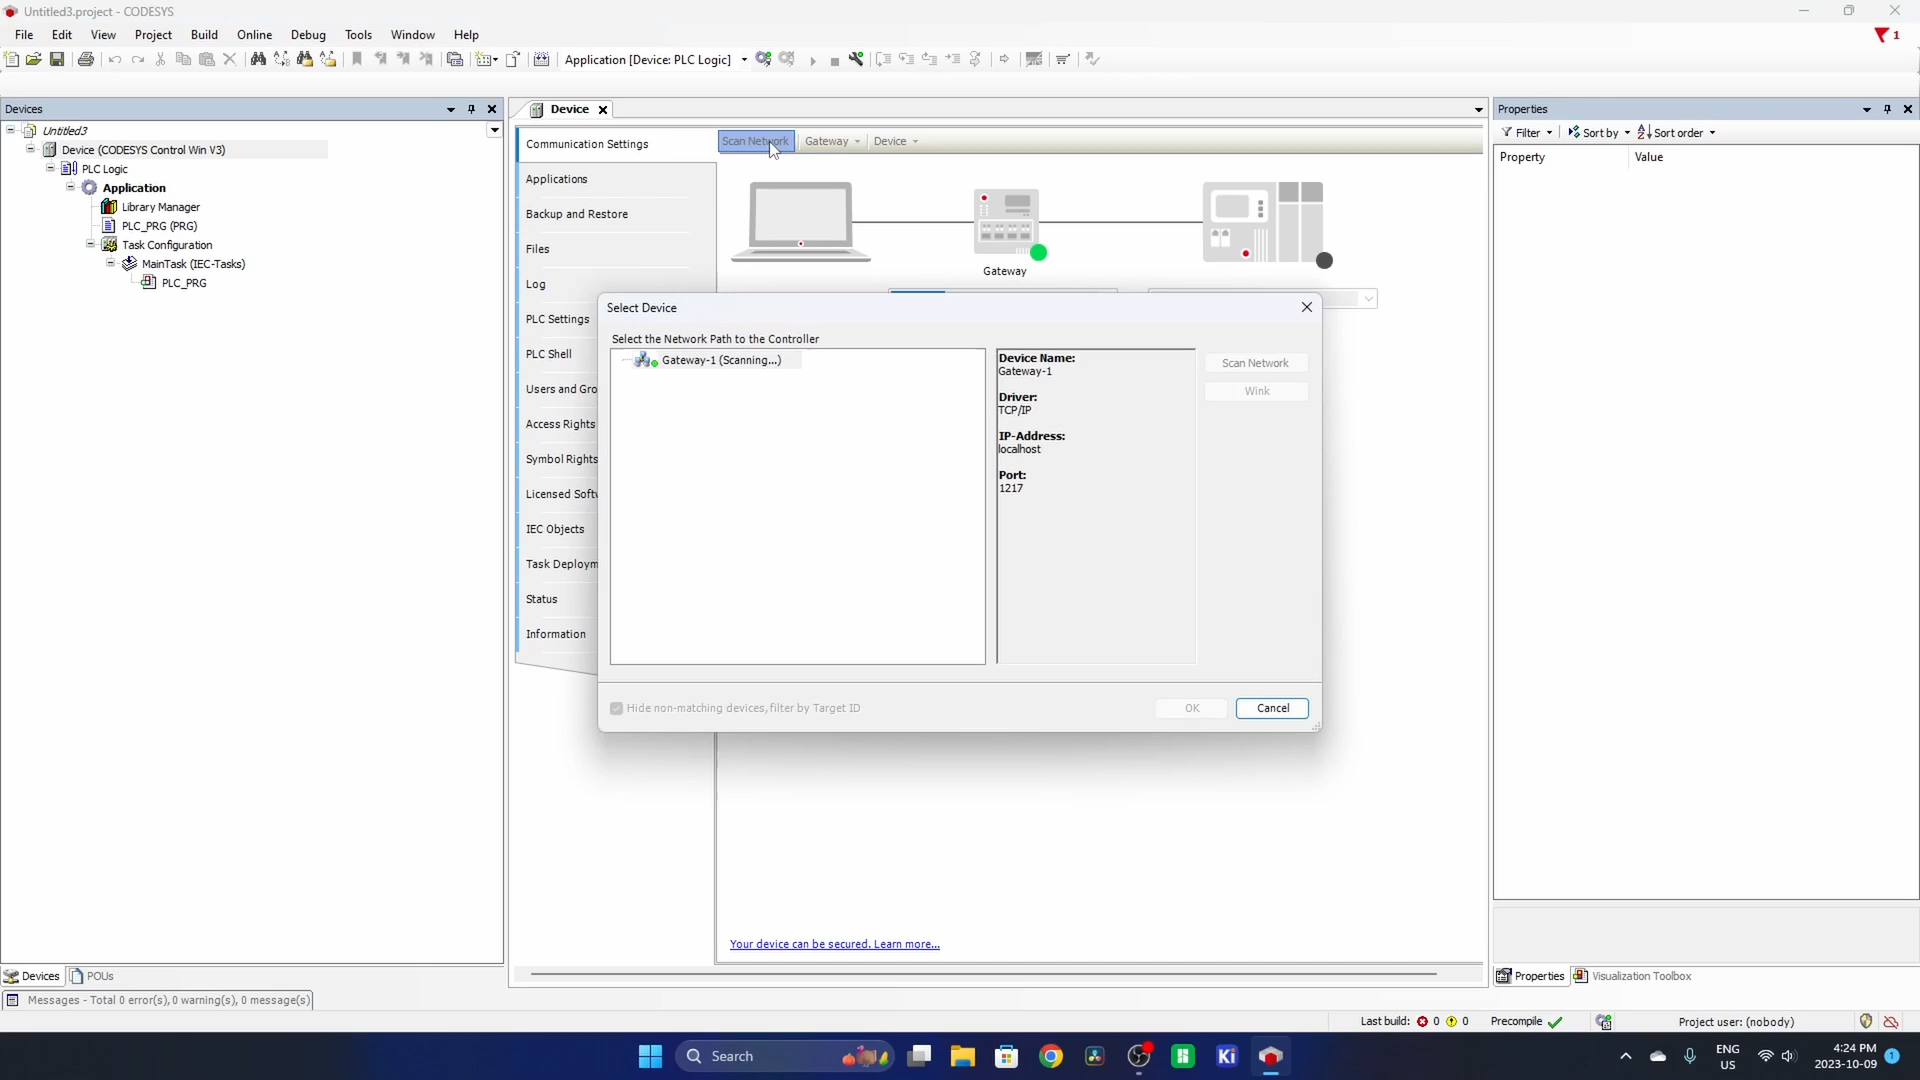 Untitled3.project - CODESYS
File Edit View Project Build Online Debug Tools Window Help
1
Application [Device: PLC Logic]
Devices
Untitled3
Device (CODESYS Control Win V3)
PLC Logic
Application
Library Manager
PLC_PRG (PRG)
Task Configuration
MainTask (IEC-Tasks)
PLC_PRG
Device
Communication Settings
Applications
Backup and Restore
Files
Log
PLC Settings
PLC Shell
Users and Gro
Access Rights
Symbol Rights
Licensed Soft
IEC Objects
Task Deploym
Status
Information
Scan Network Gateway Device
Gateway
Select Device
Select the Network Path to the Controller
Gateway-1 (Scanning...)
Device Name:
Gateway-1
Driver:
TCP/IP
IP-Address:
localhost
Port:
1217
Scan Network
Wink
Hide non-matching devices, filter by Target ID
OK Cancel
Your device can be secured. Learn more...
Properties
Filter Sort by Sort order
Property Value
Devices POUs
Properties Visualization Toolbox
Messages - Total 0 error(s), 0 warning(s), 0 message(s)
Last build: 0 0 Precompile Project user: (nobody)
Search
Ki
ENG
US
4:24 PM
2023-10-09
1